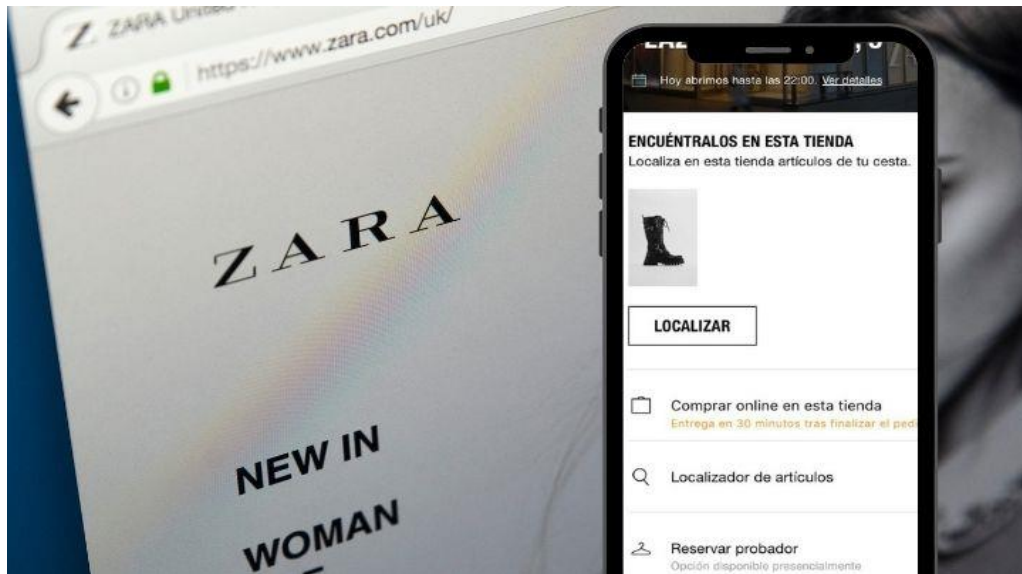 Z ZARA United
https://www.zara.com/uk/
ZARA
NEW IN
WOMAN
Hoy abrimos hasta las 22:00. Ver detalles
ENCUÉNTRALOS EN ESTA TIENDA
Localiza en esta tienda artículos de tu cesta.
LOCALIZAR
Comprar online en esta tienda
Entrega en 30 minutos tras finalizar el
Localizador de artículos
Reservar probador
Opción disponible presencialmente